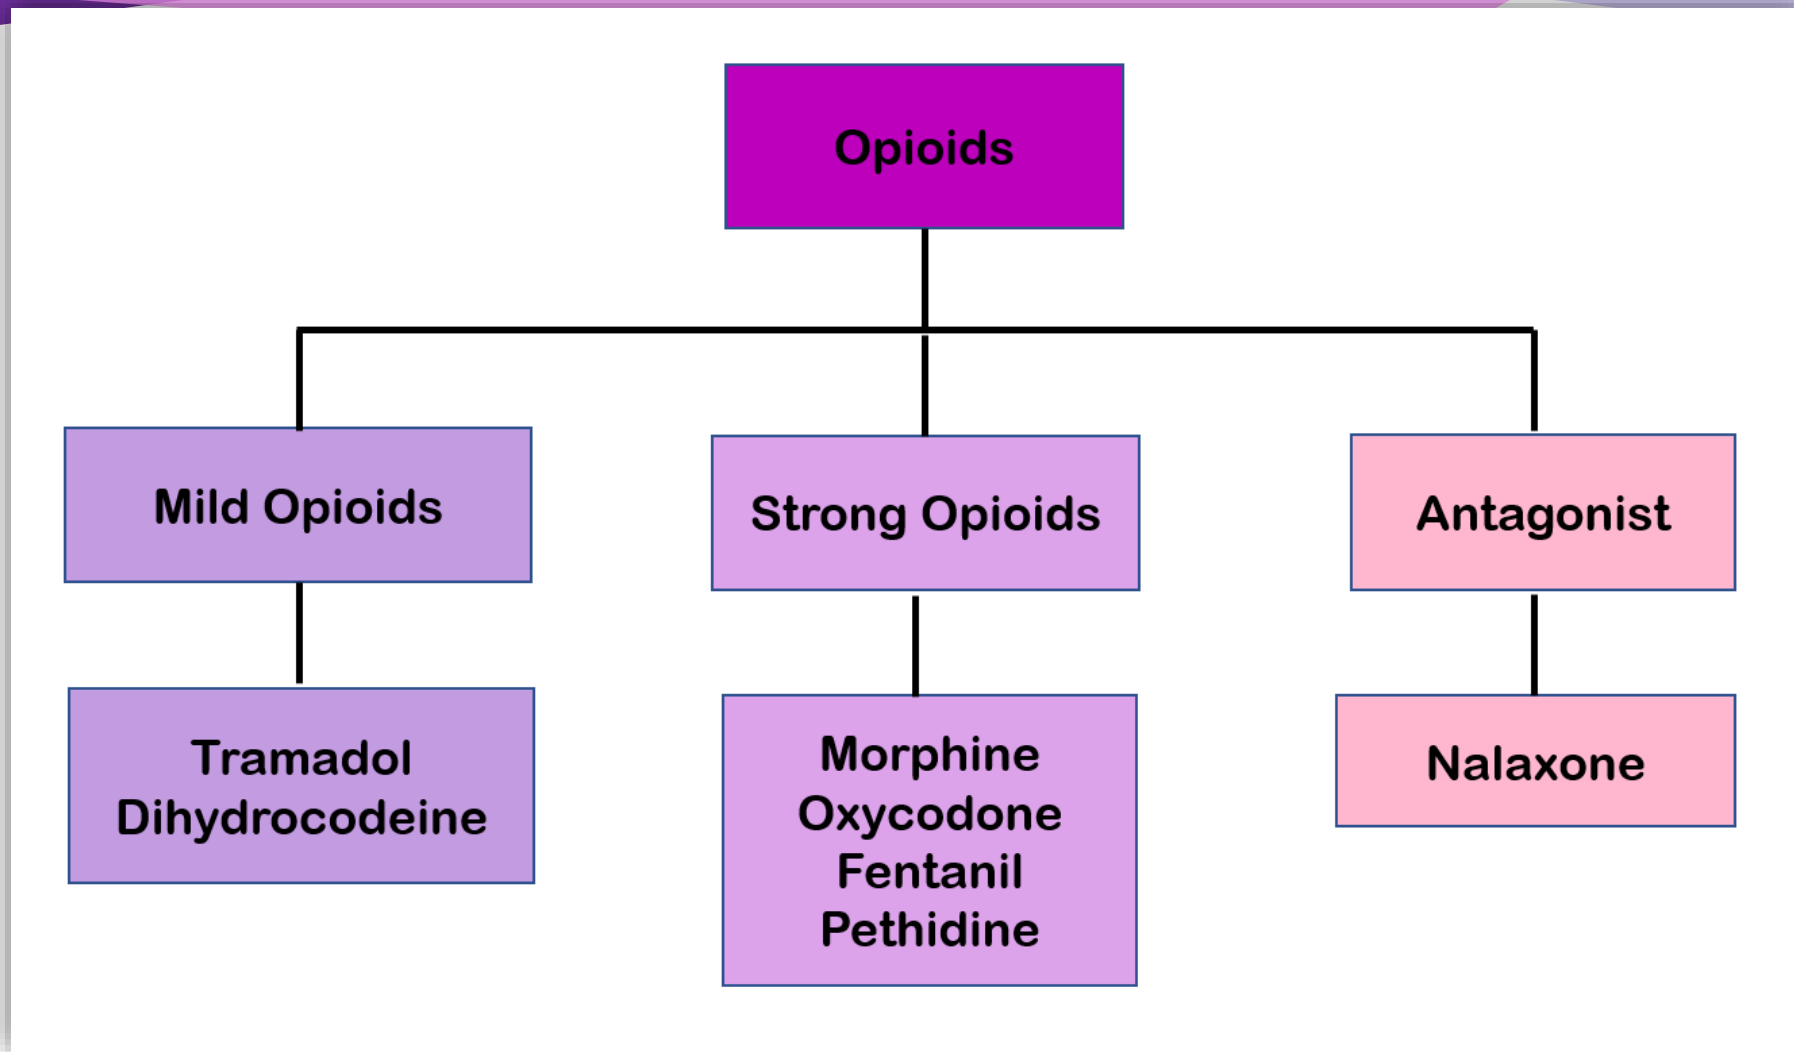 Opioids
Mild Opioids
Strong Opioids
Antagonist
Tramadol
Dihydrocodeine
Morphine
Oxycodone
Fentanil
Pethidine
Nalaxone